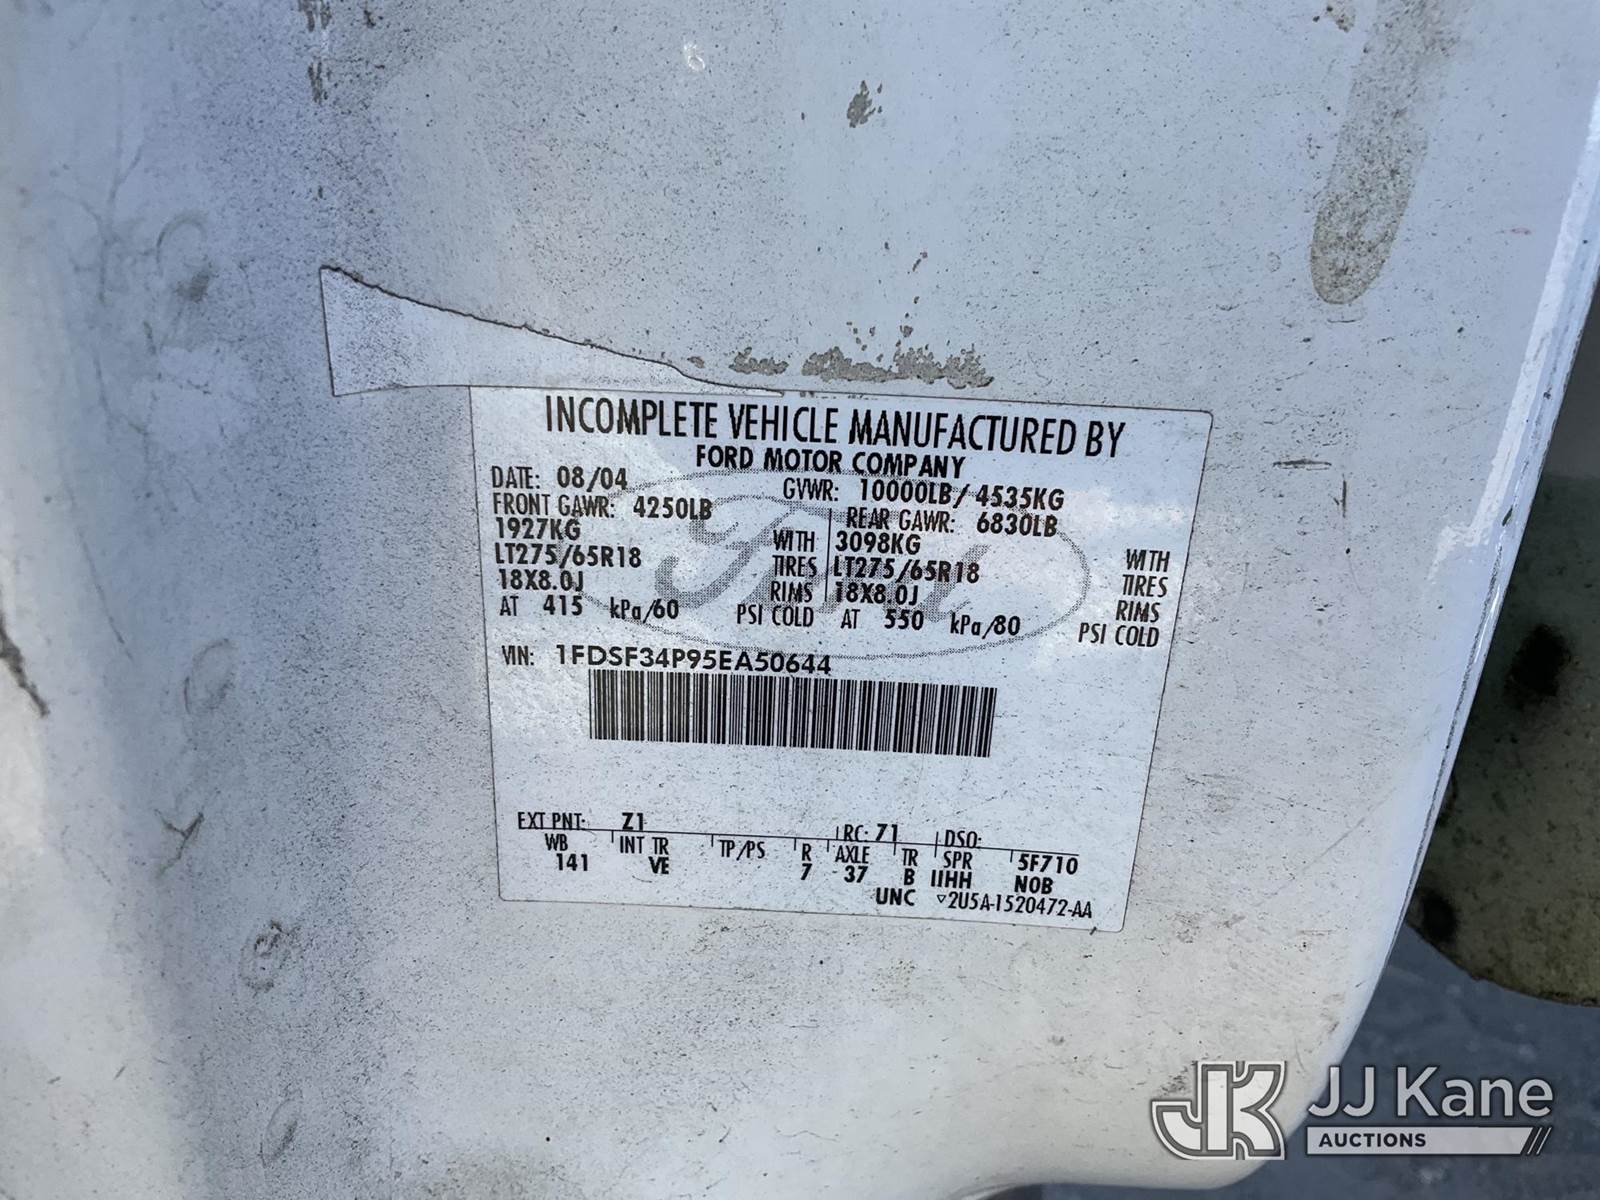 INCOMPLETE VEHICLE MANUFACTURED BY
FORD MOTOR COMPANY
DATE: 08/04 GVWR: 10000LB/4535KG
FRONT GAWR: 4250LB REAR GAWR: 6830LB
1927KG WITH 3098KG WITH
LT275/65R18 TIRES LT275/65R18 TIRES
18X8.0J RIMS 18X8.0J RIMS
AT 415 kPa/60 PSI COLD AT 550 kPa/80 PSI COLD
VIN: 1FDSF34P95EA50644
EXT PNT: Z1 RC: 71 DSO:
WB INT TR TP/PS R AXLE TR SPR 5F710
141 VE 7 37 B IIHH NOB
UNC ▽2U5A-1520472-AA
Ford
JK JJ Kane
AUCTIONS